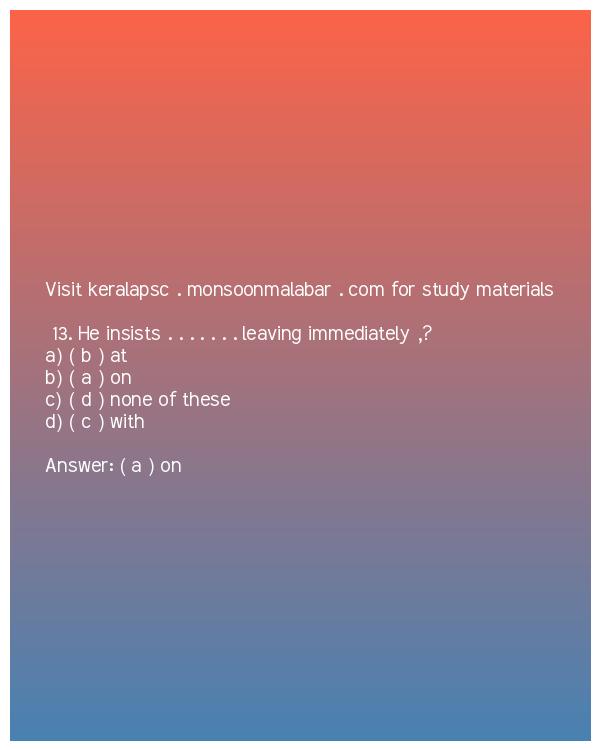 Visit keralapsc . monsoonmalabar . com for study materials
13. He insists . . . . . . . leaving immediately ,?
a) ( b ) at
b) ( a ) on
c) ( d ) none of these
d) ( c ) with
Answer: ( a ) on